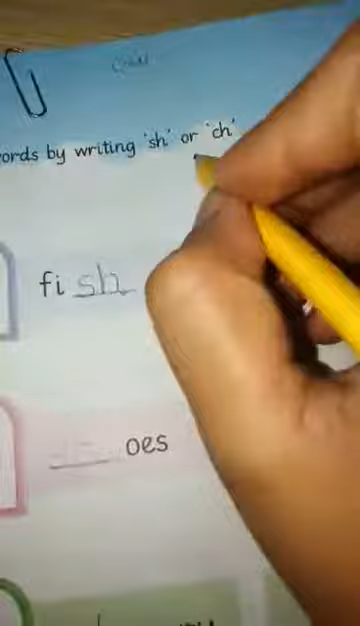 ords by writing 'sh' or 'ch'
fi sh
oes